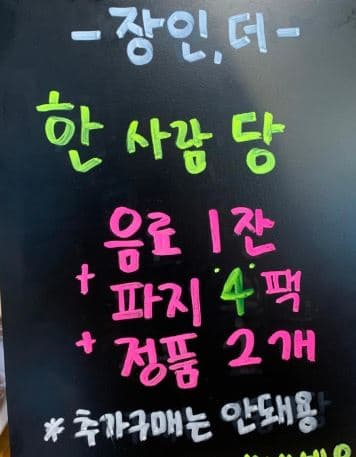 -장인,더-
한 사람 당
음료 1잔
+ 파지 4팩
+ 정품 2개
* 추가구매는 안돼용